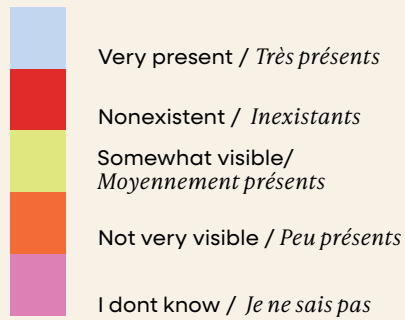 Very present / Très présents
Nonexistent / Inexistants
Somewhat visible/
Moyennement présents
Not very visible / Peu présents
I dont know / Je ne sais pas